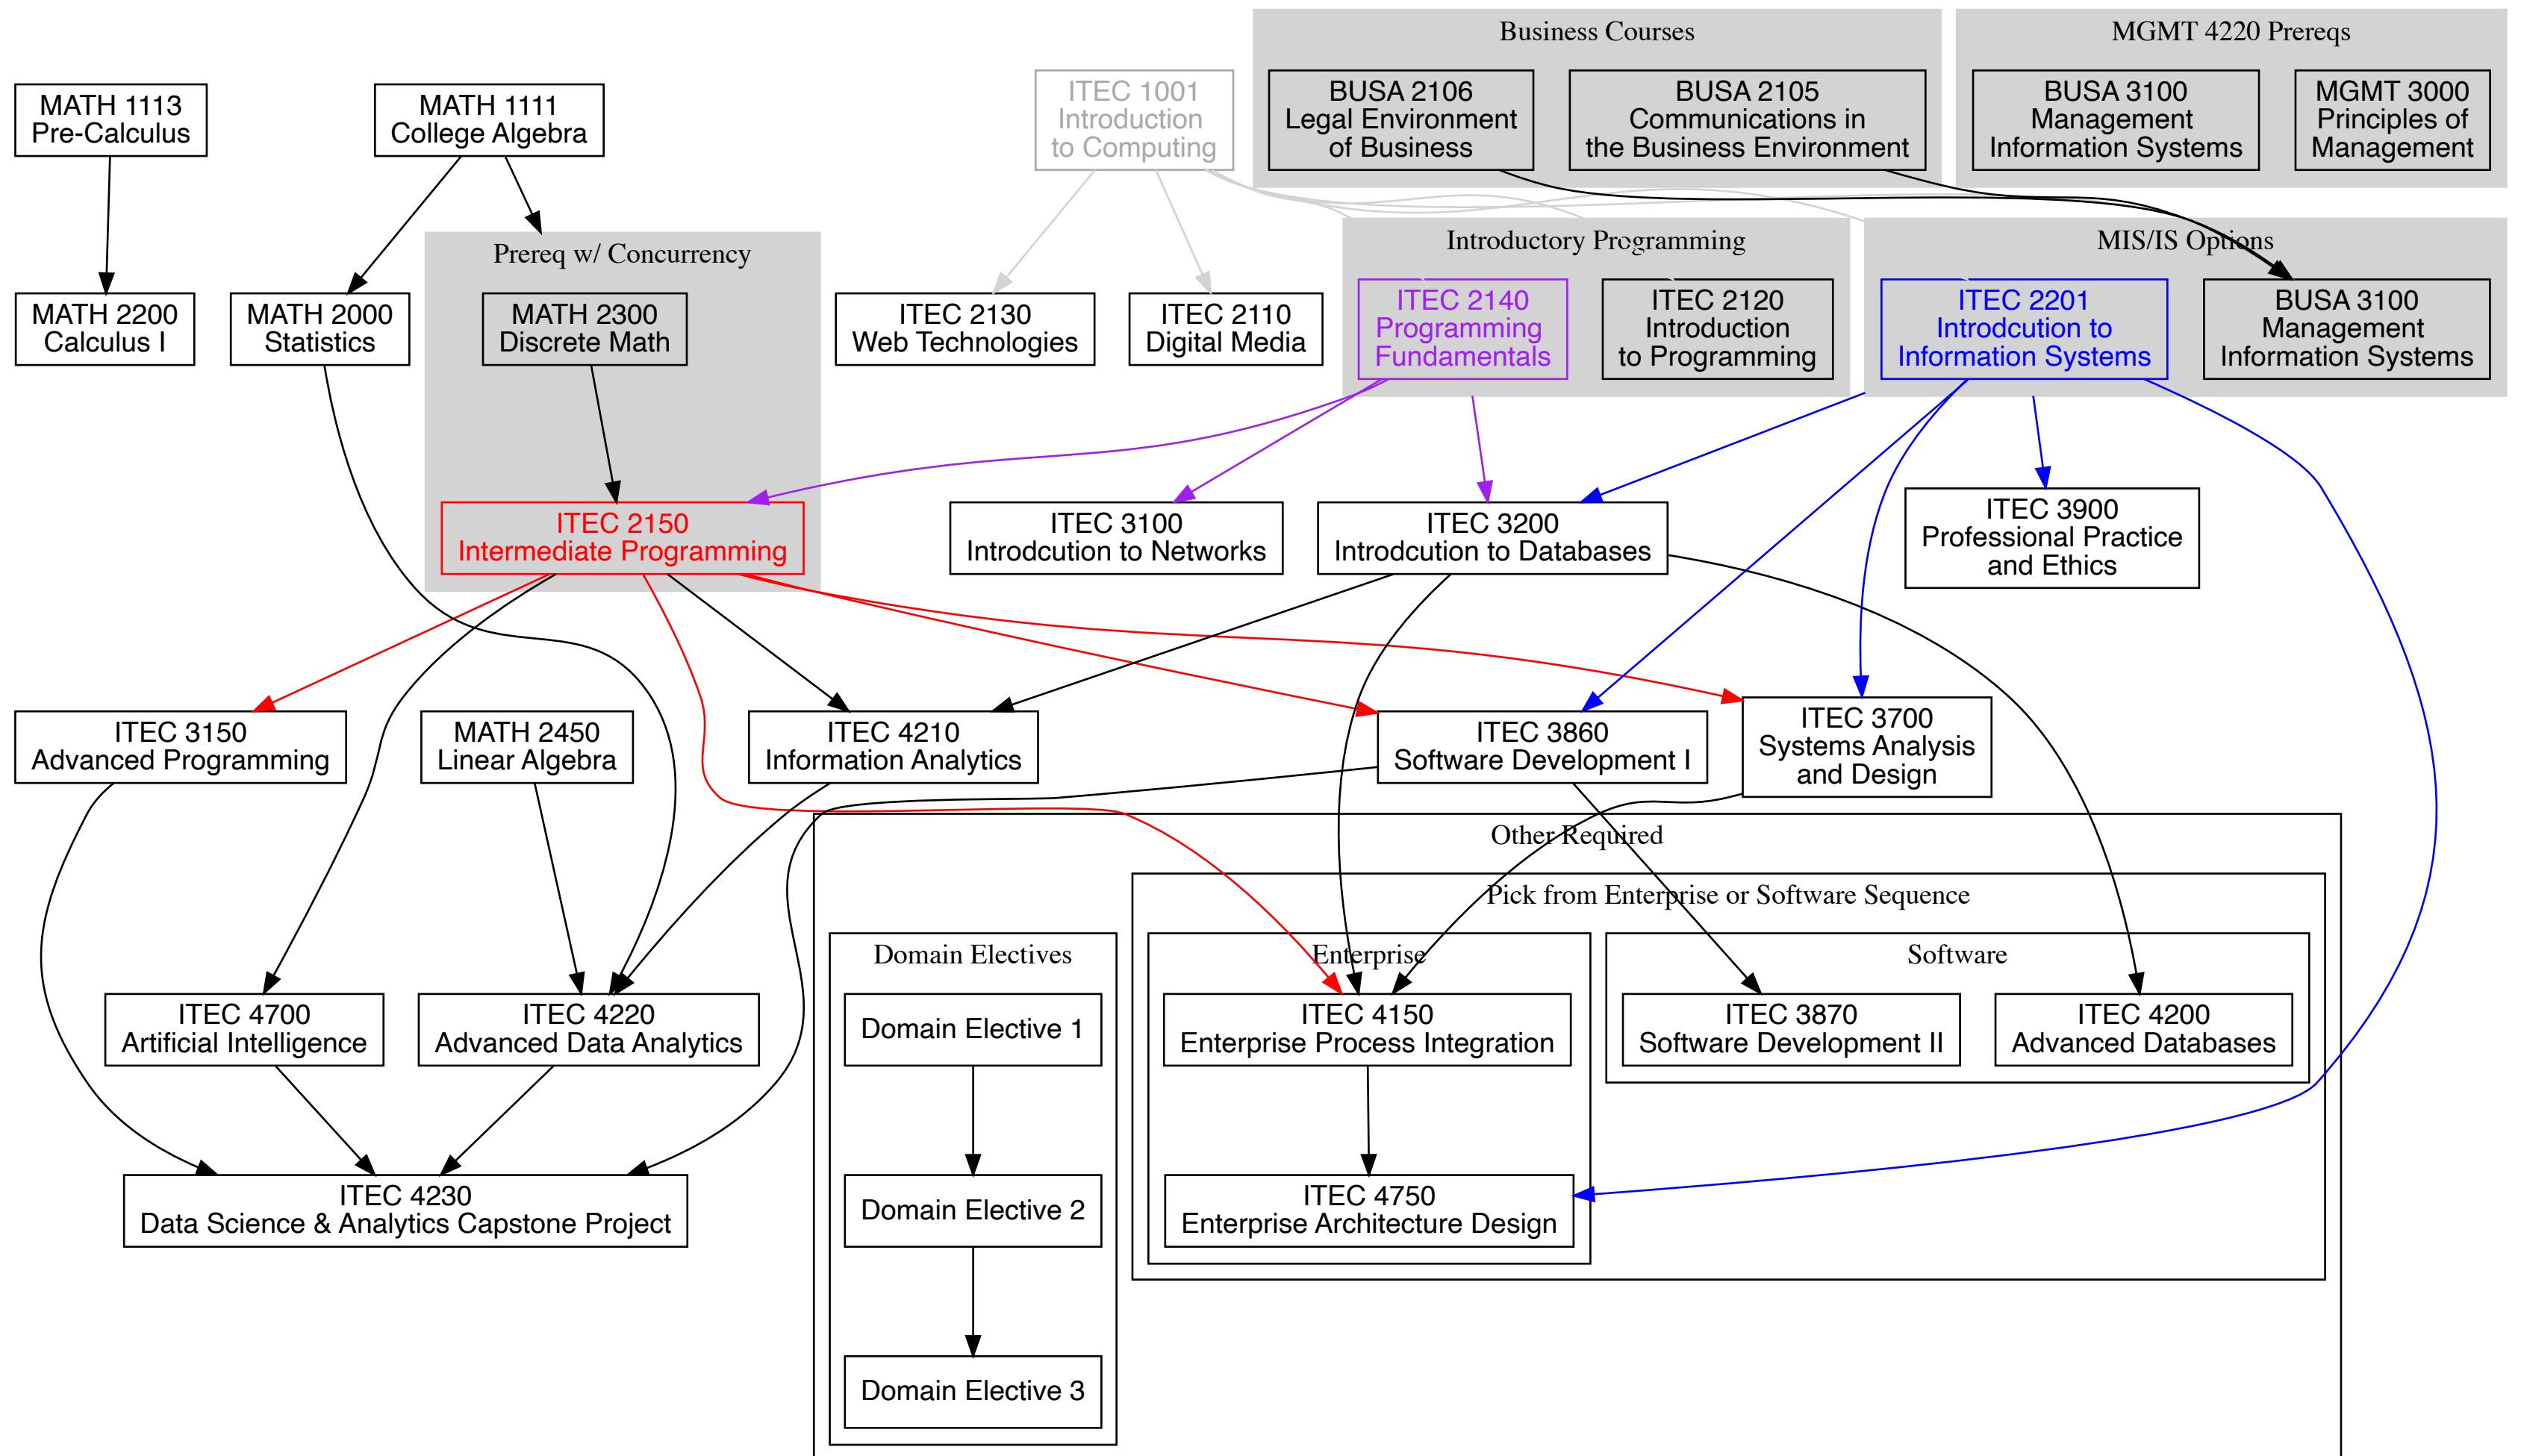 Business Courses
MGMT 4220 Prereqs
MATH 1113
Pre-Calculus
MATH 1111
College Algebra
ITEC 1001
Introduction
to Computing
BUSA 2106
Legal Environment
of Business
BUSA 2105
Communications in
the Business Environment
BUSA 3100
Management
Information Systems
MGMT 3000
Principles of
Management
Prereq w/ Concurrency
Introductory Programming
MIS/IS Options
MATH 2200
Calculus I
MATH 2000
Statistics
MATH 2300
Discrete Math
ITEC 2130
Web Technologies
ITEC 2110
Digital Media
ITEC 2140
Programming
Fundamentals
ITEC 2120
Introduction
to Programming
ITEC 2201
Introdcution to
Information Systems
BUSA 3100
Management
Information Systems
ITEC 2150
Intermediate Programming
ITEC 3100
Introdcution to Networks
ITEC 3200
Introdcution to Databases
ITEC 3900
Professional Practice
and Ethics
ITEC 3150
Advanced Programming
MATH 2450
Linear Algebra
ITEC 4210
Information Analytics
ITEC 3860
Software Development I
ITEC 3700
Systems Analysis
and Design
Other Required
Pick from Enterprise or Software Sequence
Domain Electives
Enterprise
Software
ITEC 4700
Artificial Intelligence
ITEC 4220
Advanced Data Analytics
Domain Elective 1
ITEC 4150
Enterprise Process Integration
ITEC 3870
Software Development II
ITEC 4200
Advanced Databases
ITEC 4230
Data Science & Analytics Capstone Project
Domain Elective 2
ITEC 4750
Enterprise Architecture Design
Domain Elective 3